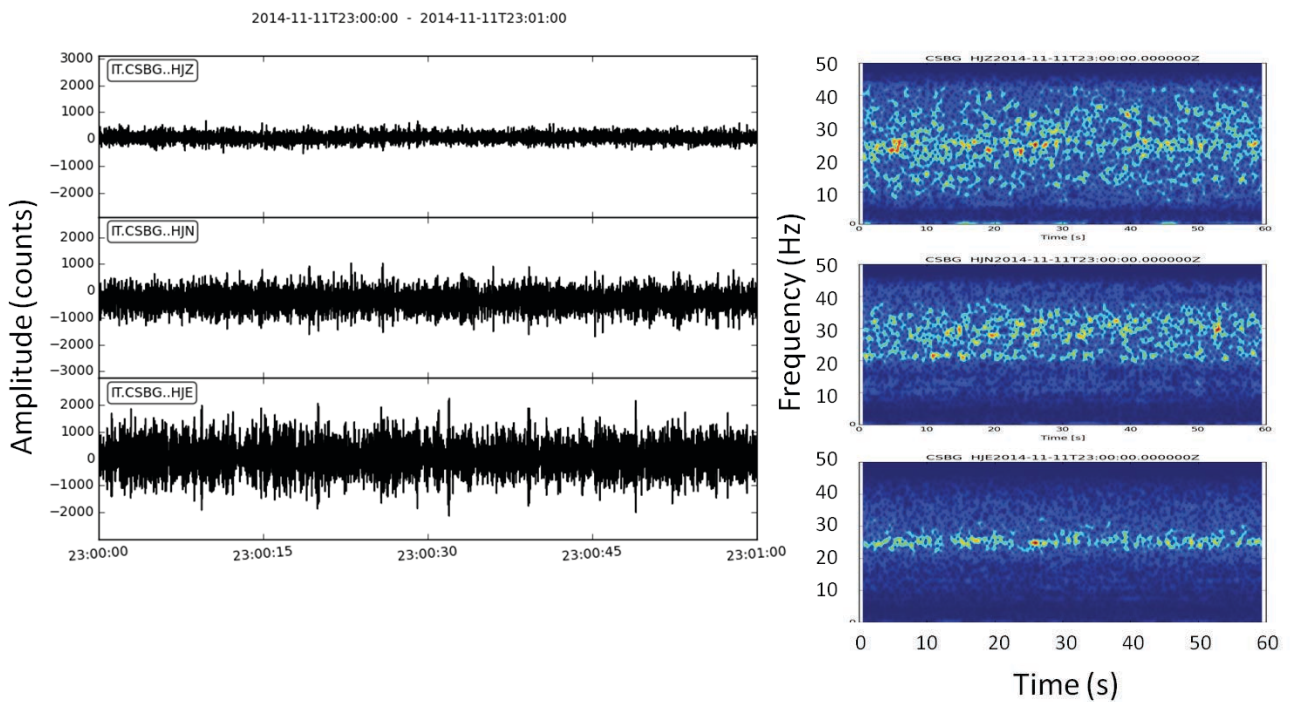 2014-11-11T23:00:00 - 2014-11-11T23:01:00
Amplitude (counts)
3000
2000
1000
0
−1000
−2000
IT.CSBG..HJZ
2000
1000
0
−1000
−2000
−3000
IT.CSBG..HJN
2000
1000
0
−1000
−2000
IT.CSBG..HJE
23:00:00 23:00:15 23:00:30 23:00:45 23:01:00
Frequency (Hz)
CSBG HJZ2014-11-11T23:00:00.000000Z
50
40
30
20
10
0
0 10 20 30 40 50 60
Time [s]
CSBG HJN2014-11-11T23:00:00.000000Z
50
40
30
20
10
0
0 10 20 30 40 50 60
Time [s]
CSBG HJE2014-11-11T23:00:00.000000Z
50
40
30
20
10
0
0 10 20 30 40 50 60
Time (s)